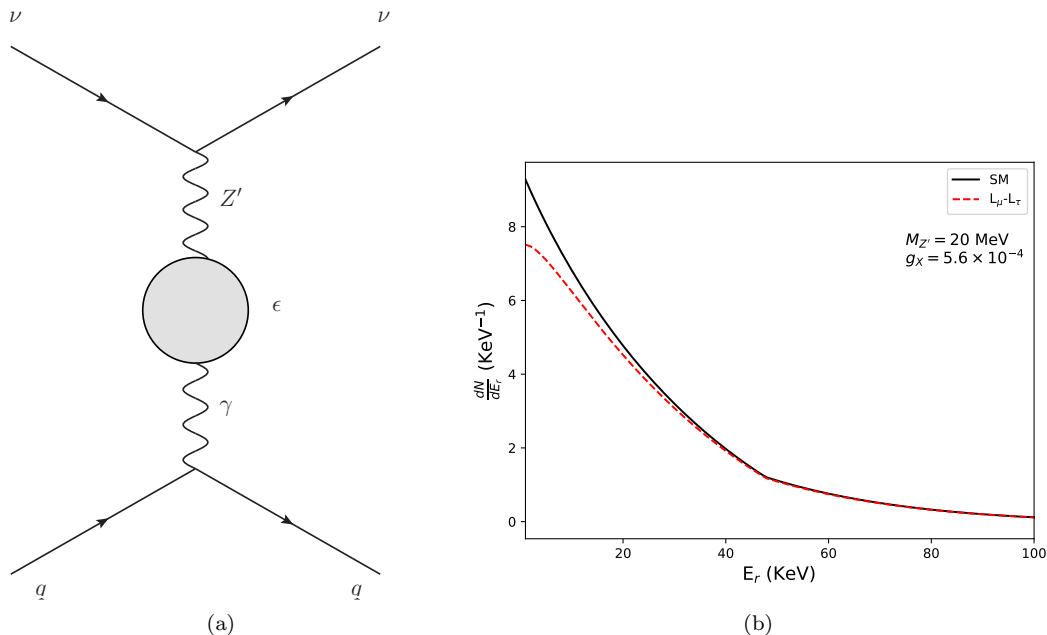 ν ν
Z′
ϵ
γ
q q
(a)
SM
L_μ-L_τ
M_{Z′} = 20 MeV
g_X = 5.6 × 10^{−4}
dN/dE_r (KeV^{−1})
8
6
4
2
0
20 40 60 80 100
E_r (KeV)
(b)